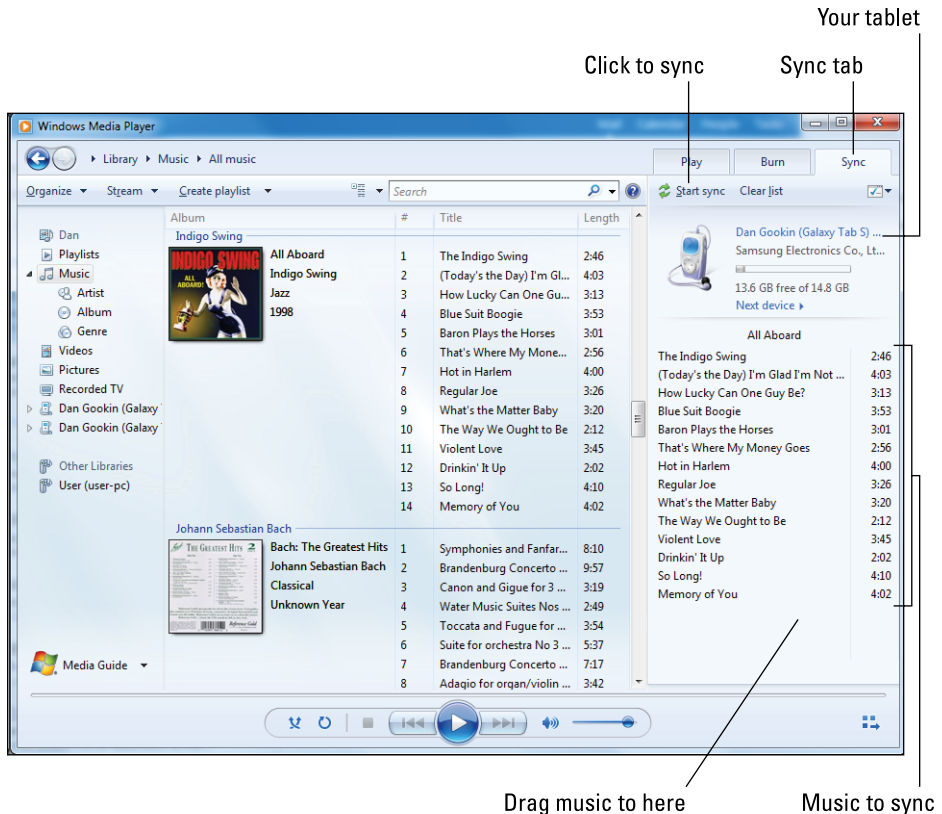 Your tablet
Click to sync
Sync tab
Windows Media Player
Library
Music
All music
Play
Burn
Sync
Organize
Stream
Create playlist
Search
Start sync
Clear list
Album
#
Title
Length
Dan
Playlists
Music
Artist
Album
Genre
Videos
Pictures
Recorded TV
Dan Gookin (Galaxy
Dan Gookin (Galaxy
Other Libraries
User (user-pc)
Media Guide
Indigo Swing
INDIGO SWING
ALL
ABOARD!
All Aboard
Indigo Swing
Jazz
1998
1 The Indigo Swing 2:46
2 (Today's the Day) I'm Gl... 4:03
3 How Lucky Can One Gu... 3:13
4 Blue Suit Boogie 3:53
5 Baron Plays the Horses 3:01
6 That's Where My Mone... 2:56
7 Hot in Harlem 4:00
8 Regular Joe 3:26
9 What's the Matter Baby 3:20
10 The Way We Ought to Be 2:12
11 Violent Love 3:45
12 Drinkin' It Up 2:02
13 So Long! 4:10
14 Memory of You 4:02
Johann Sebastian Bach
THE GREATEST HITS 2
Bach: The Greatest Hits
Johann Sebastian Bach
Classical
Unknown Year
1 Symphonies and Fanfar... 8:10
2 Brandenburg Concerto ... 9:57
3 Canon and Gigue for 3 ... 3:19
4 Water Music Suites Nos ... 2:49
5 Toccata and Fugue for ... 3:54
6 Suite for orchestra No 3 ... 5:37
7 Brandenburg Concerto ... 7:17
8 Adagio for organ/violin ... 3:42
Dan Gookin (Galaxy Tab S) ...
Samsung Electronics Co., Lt...
13.6 GB free of 14.8 GB
Next device
All Aboard
The Indigo Swing 2:46
(Today's the Day) I'm Glad I'm Not ... 4:03
How Lucky Can One Guy Be? 3:13
Blue Suit Boogie 3:53
Baron Plays the Horses 3:01
That's Where My Money Goes 2:56
Hot in Harlem 4:00
Regular Joe 3:26
What's the Matter Baby 3:20
The Way We Ought to Be 2:12
Violent Love 3:45
Drinkin' It Up 2:02
So Long! 4:10
Memory of You 4:02
Drag music to here
Music to sync